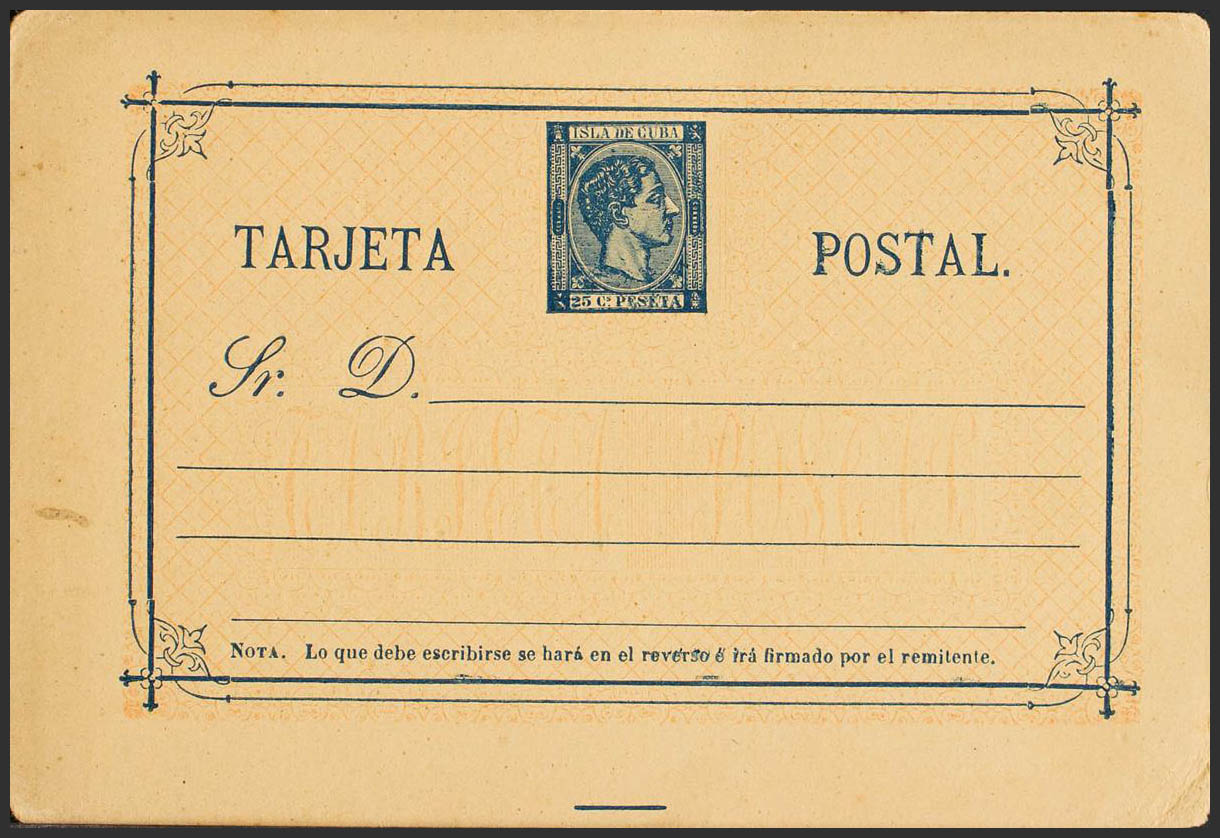 ISLA DE CUBA
25 Cs PESETA
TARJETA POSTAL.
Sr. D.
NOTA. Lo que debe escribirse se hará en el reverso é irá firmado por el remitente.